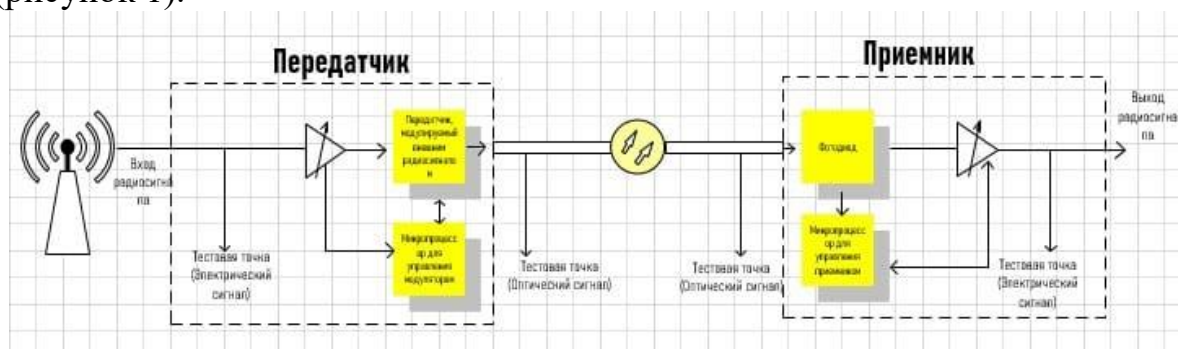 (рисунок 1).
Передатчик
Приемник
Вход
радиосигна
ла
Передатчик,
модулируемый
внешним
радиосигнало
м
Микропроцесс
ор для
управления
модулятором
Тестовая точка
(Электрический
сигнал)
Тестовая точка
(Оптический сигнал)
Тестовая точка
(Оптический сигнал)
Фотодиод
Микропроцесс
ор для
управления
приемником
Тестовая точка
(Электрический
сигнал)
Выход
радиосигна
ла